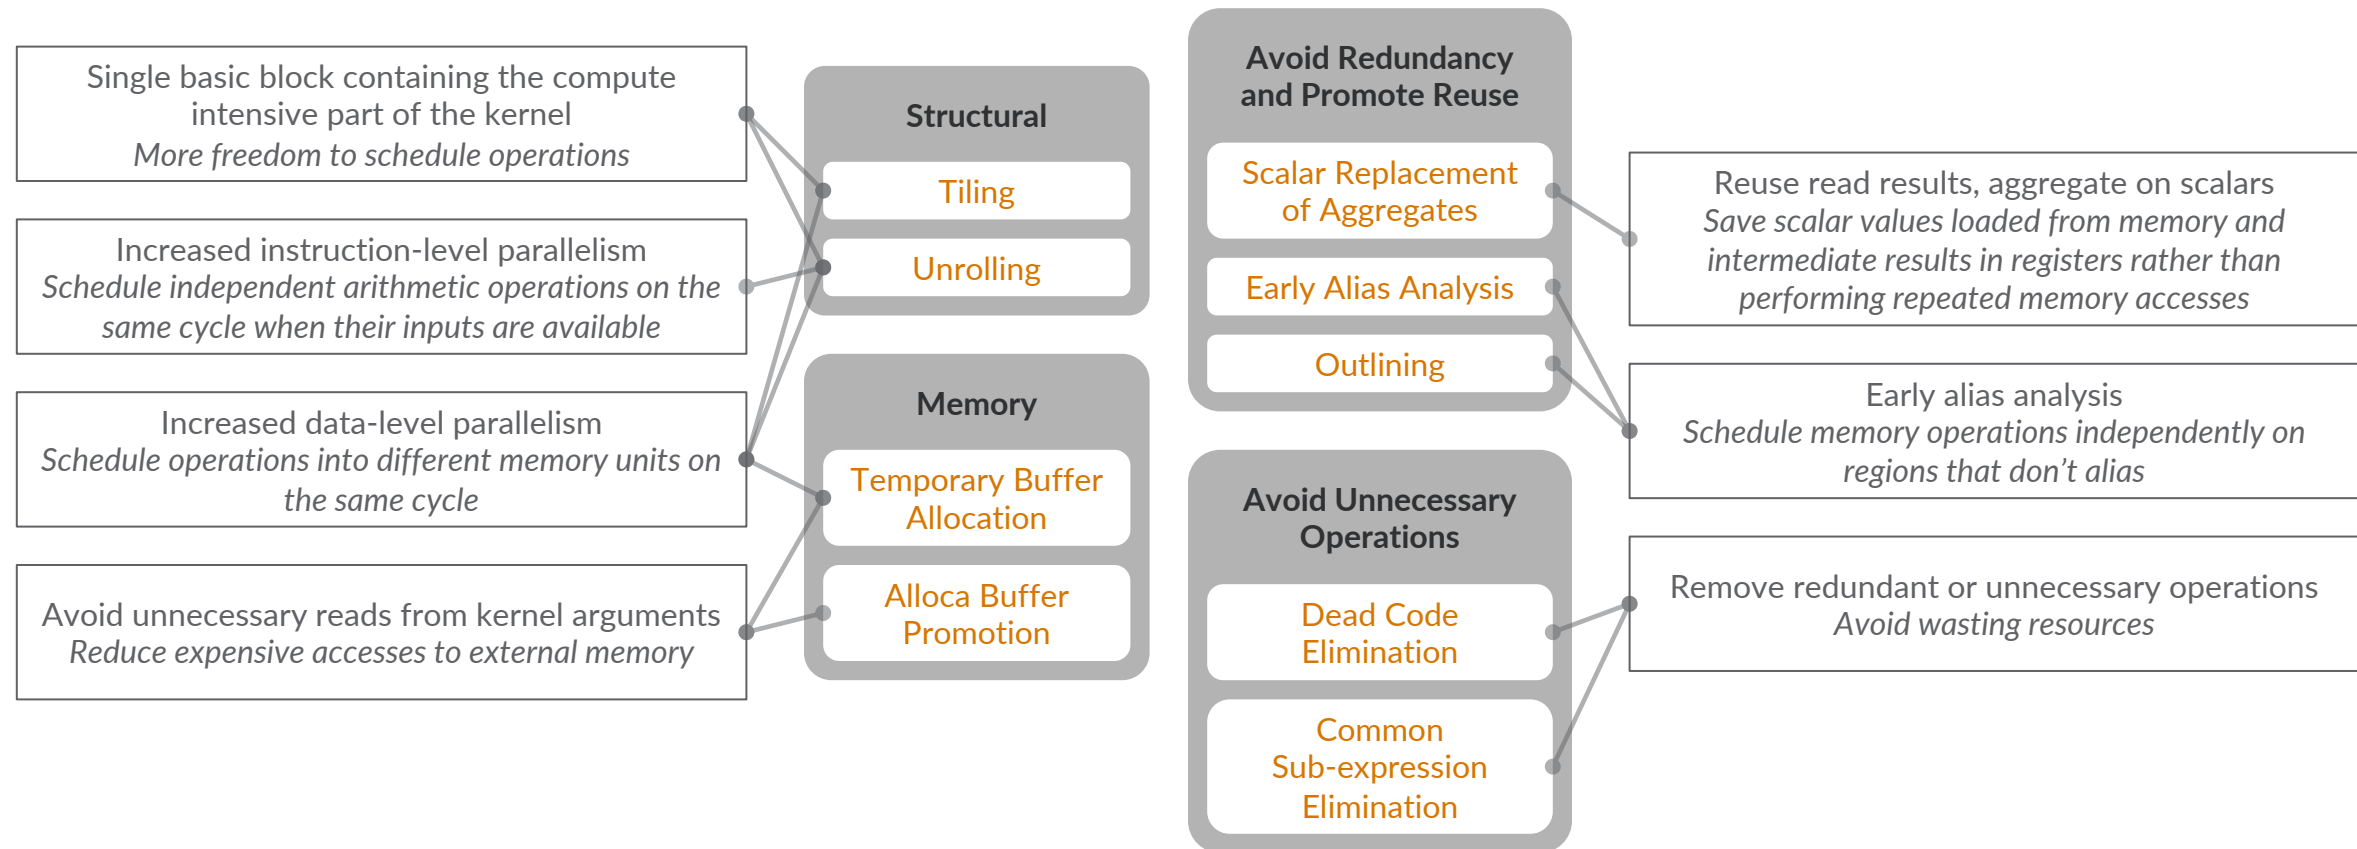 Single basic block containing the compute
intensive part of the kernel
More freedom to schedule operations
Increased instruction-level parallelism
Schedule independent arithmetic operations on the
same cycle when their inputs are available
Increased data-level parallelism
Schedule operations into different memory units on
the same cycle
Avoid unnecessary reads from kernel arguments
Reduce expensive accesses to external memory
Structural
Tiling
Unrolling
Memory
Temporary Buffer
Allocation
Alloca Buffer
Promotion
Avoid Redundancy
and Promote Reuse
Scalar Replacement
of Aggregates
Early Alias Analysis
Outlining
Avoid Unnecessary
Operations
Dead Code
Elimination
Common
Sub-expression
Elimination
Reuse read results, aggregate on scalars
Save scalar values loaded from memory and
intermediate results in registers rather than
performing repeated memory accesses
Early alias analysis
Schedule memory operations independently on
regions that don’t alias
Remove redundant or unnecessary operations
Avoid wasting resources